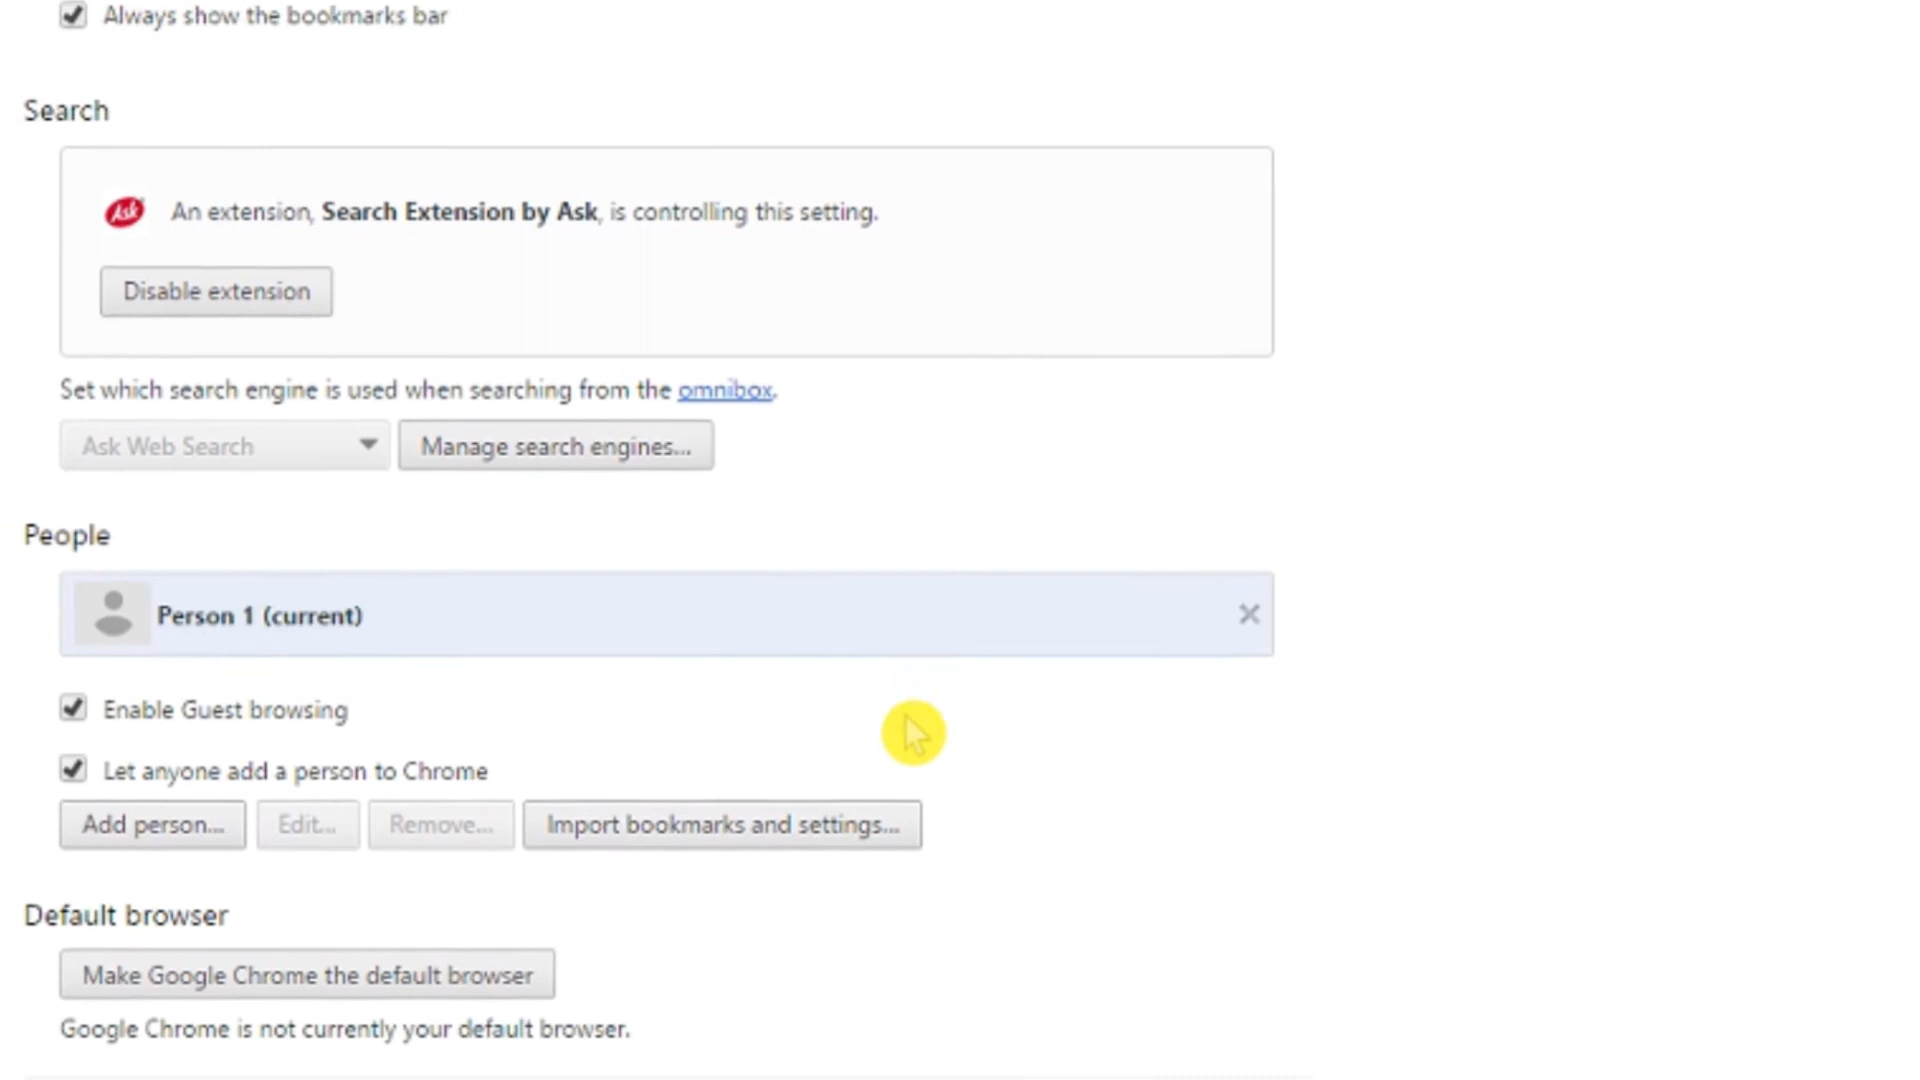 Always show the bookmarks bar
Search
Ask An extension, Search Extension by Ask, is controlling this setting.
Disable extension
Set which search engine is used when searching from the omnibox.
Ask Web Search Manage search engines...
People
Person 1 (current)
Enable Guest browsing
Let anyone add a person to Chrome
Add person... Edit... Remove... Import bookmarks and settings...
Default browser
Make Google Chrome the default browser
Google Chrome is not currently your default browser.